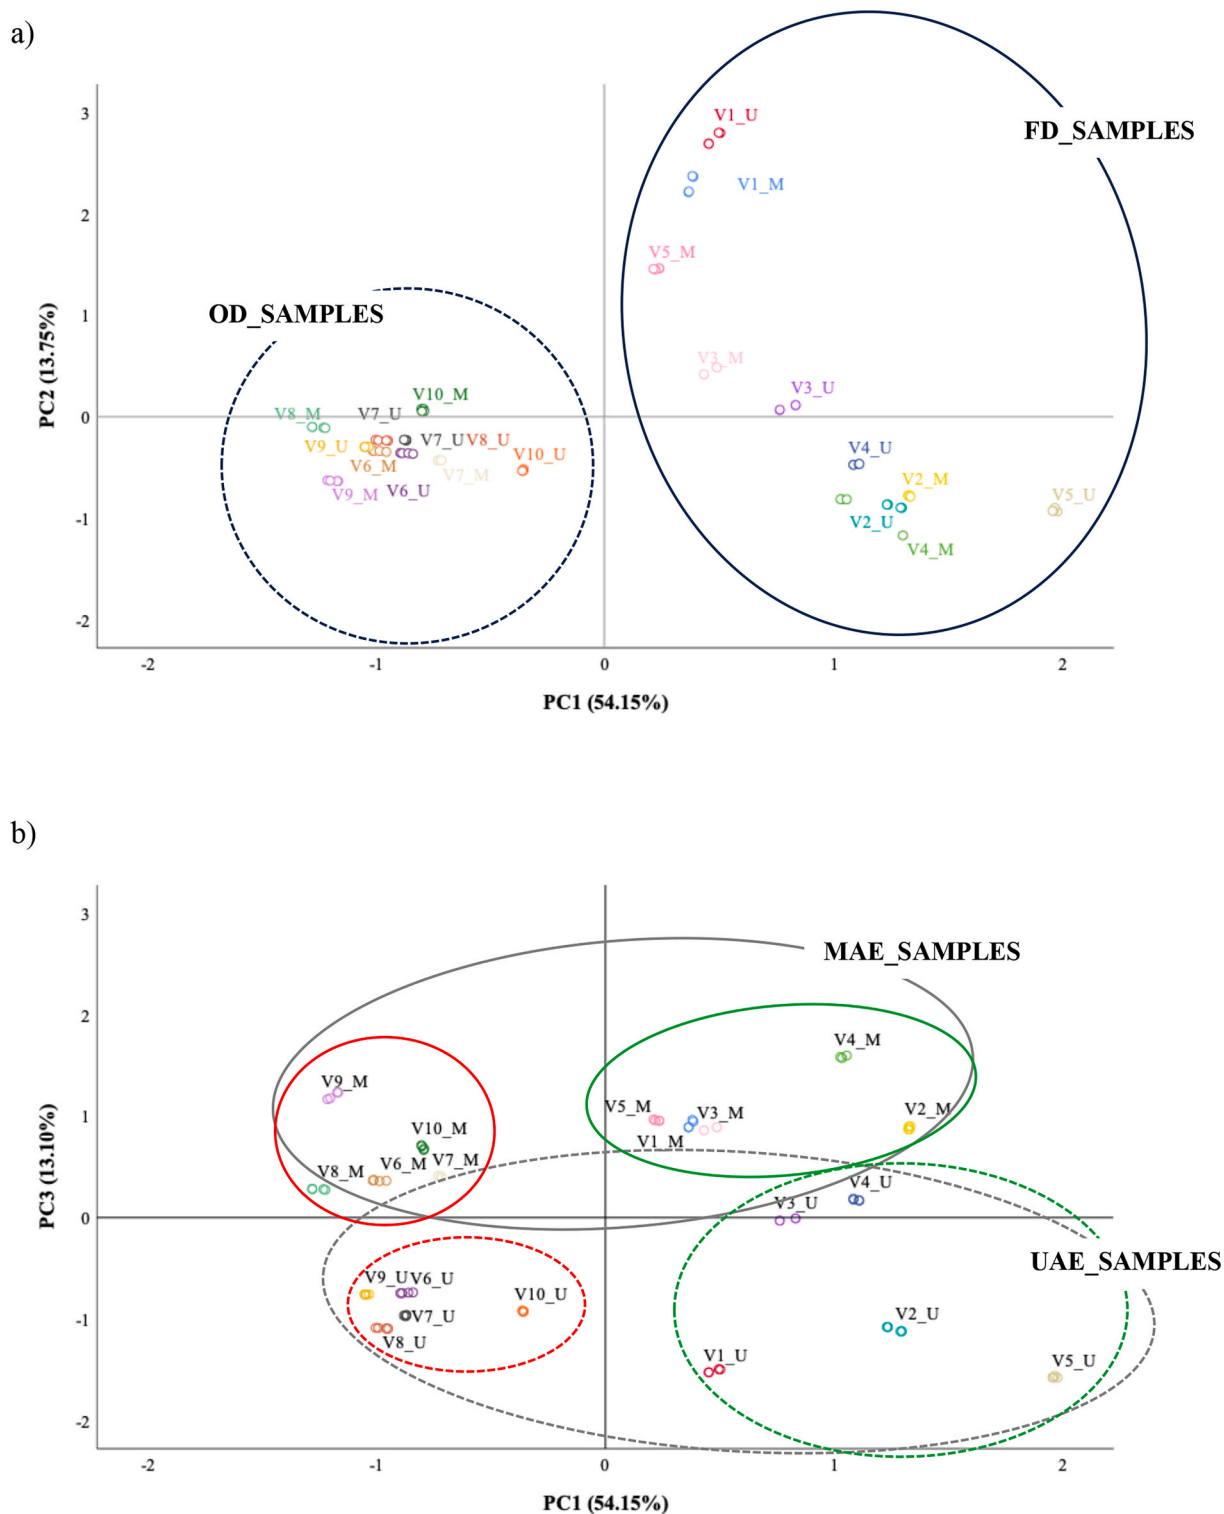 a)
V1_U
FD_SAMPLES
V1_M
V5_M
OD_SAMPLES
V3_M
V3_U
V10_M
V8_M
V7_U
V9_U
V7_U
V8_U
V10_U
V6_M
V7_M
V9_M
V6_U
V4_U
V2_M
V5_U
V2_U
V4_M
3
2
1
0
-1
-2
PC2 (13.75%)
-2
-1
0
1
2
PC1 (54.15%)
b)
MAE_SAMPLES
V4_M
V9_M
V5_M
V3_M
V2_M
V10_M
V1_M
V8_M
V6_M
V7_M
V4_U
V3_U
UAE_SAMPLES
V9_U
V6_U
V10_U
V7_U
V2_U
V8_U
V1_U
V5_U
3
2
1
0
-1
-2
PC3 (13.10%)
-2
-1
0
1
2
PC1 (54.15%)